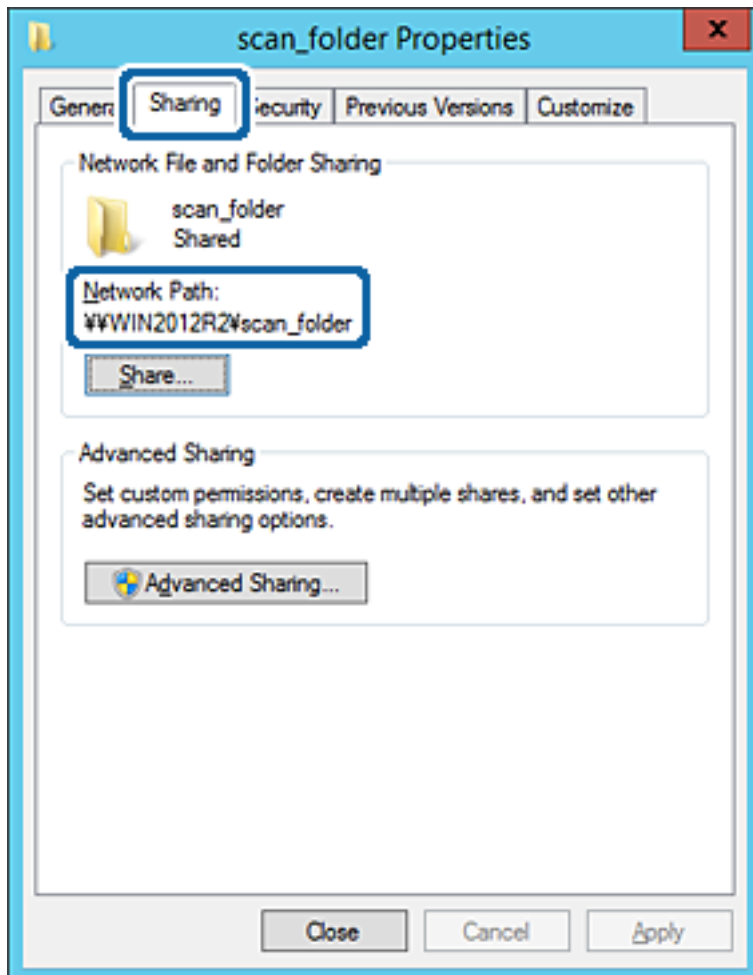 scan_folder Properties
x
Genera Sharing ecurity Previous Versions Customize
Network File and Folder Sharing
scan_folder
Shared
Network Path:
¥¥WIN2012R2¥scan_folder
Share...
Advanced Sharing
Set custom permissions, create multiple shares, and set other
advanced sharing options.
Advanced Sharing...
Close Cancel Apply